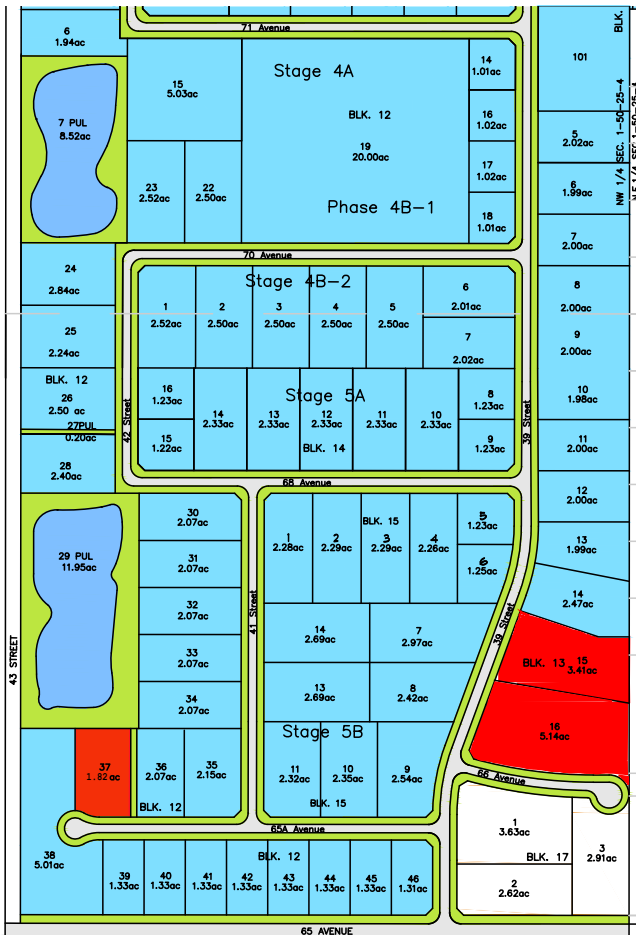 71 Avenue
BLK.
6
1.94ac
Stage 4A
14
1.01ac
101
15
5.03ac
7 PUL
8.52ac
BLK. 12
16
1.02ac
NW 1/4 SEC. 1-50-25-4
5
2.02ac
19
20.00ac
17
1.02ac
23
2.52ac
22
2.50ac
6
1.99ac
Phase 4B-1
18
1.01ac
7
2.00ac
70 Avenue
24
2.84ac
Stage 4B-2
1
2.52ac
2
2.50ac
3
2.50ac
4
2.50ac
5
2.50ac
6
2.01ac
8
2.00ac
25
2.24ac
7
2.02ac
9
2.00ac
BLK. 12
26
2.50 ac
16
1.23ac
Stage 5A
14
2.33ac
13
2.33ac
12
2.33ac
11
2.33ac
10
2.33ac
8
1.23ac
10
1.98ac
27PUL
0.20ac
42 Street
15
1.22ac
BLK. 14
9
1.23ac
39 Street
11
2.00ac
28
2.40ac
68 Avenue
12
2.00ac
30
2.07ac
BLK. 15
1
2.28ac
2
2.29ac
3
2.29ac
4
2.26ac
5
1.23ac
29 PUL
11.95ac
31
2.07ac
6
1.25ac
13
1.99ac
32
2.07ac
14
2.47ac
41 Street
39 Street
43 STREET
33
2.07ac
14
2.69ac
7
2.97ac
BLK. 13
15
3.41ac
34
2.07ac
13
2.69ac
8
2.42ac
Stage 5B
16
5.14ac
37
1.82ac
36
2.07ac
35
2.15ac
11
2.32ac
10
2.35ac
9
2.54ac
66 Avenue
BLK. 12
BLK. 15
65A Avenue
1
3.63ac
3
2.91ac
38
5.01ac
BLK. 12
BLK. 17
39
1.33ac
40
1.33ac
41
1.33ac
42
1.33ac
43
1.33ac
44
1.33ac
45
1.33ac
46
1.31ac
2
2.62ac
65 AVENUE